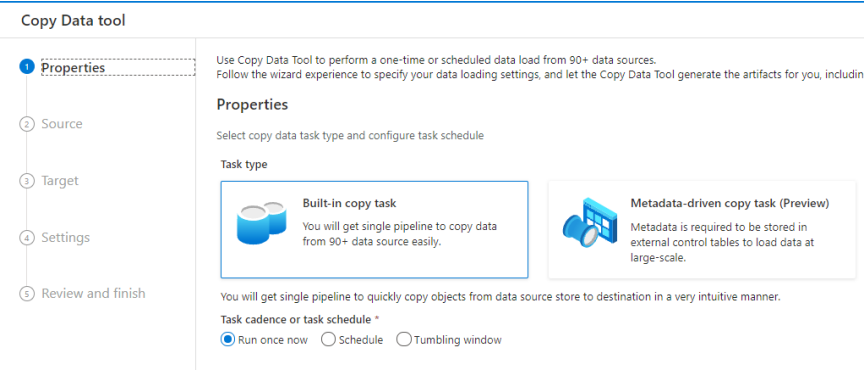 Copy Data tool
1 Properties
2 Source
3 Target
4 Settings
5 Review and finish
Use Copy Data Tool to perform a one-time or scheduled data load from 90+ data sources.
Follow the wizard experience to specify your data loading settings, and let the Copy Data Tool generate the artifacts for you,
Properties
Select copy data task type and configure task schedule
Task type
Built-in copy task
You will get single pipeline to copy data
from 90+ data source easily.
Metadata-driven copy task (Preview)
Metadata is required to be stored in
external control tables to load data at
large-scale.
You will get single pipeline to quickly copy objects from data source store to destination in a very intuitive manner.
Task cadence or task schedule *
Run once now Schedule Tumbling window